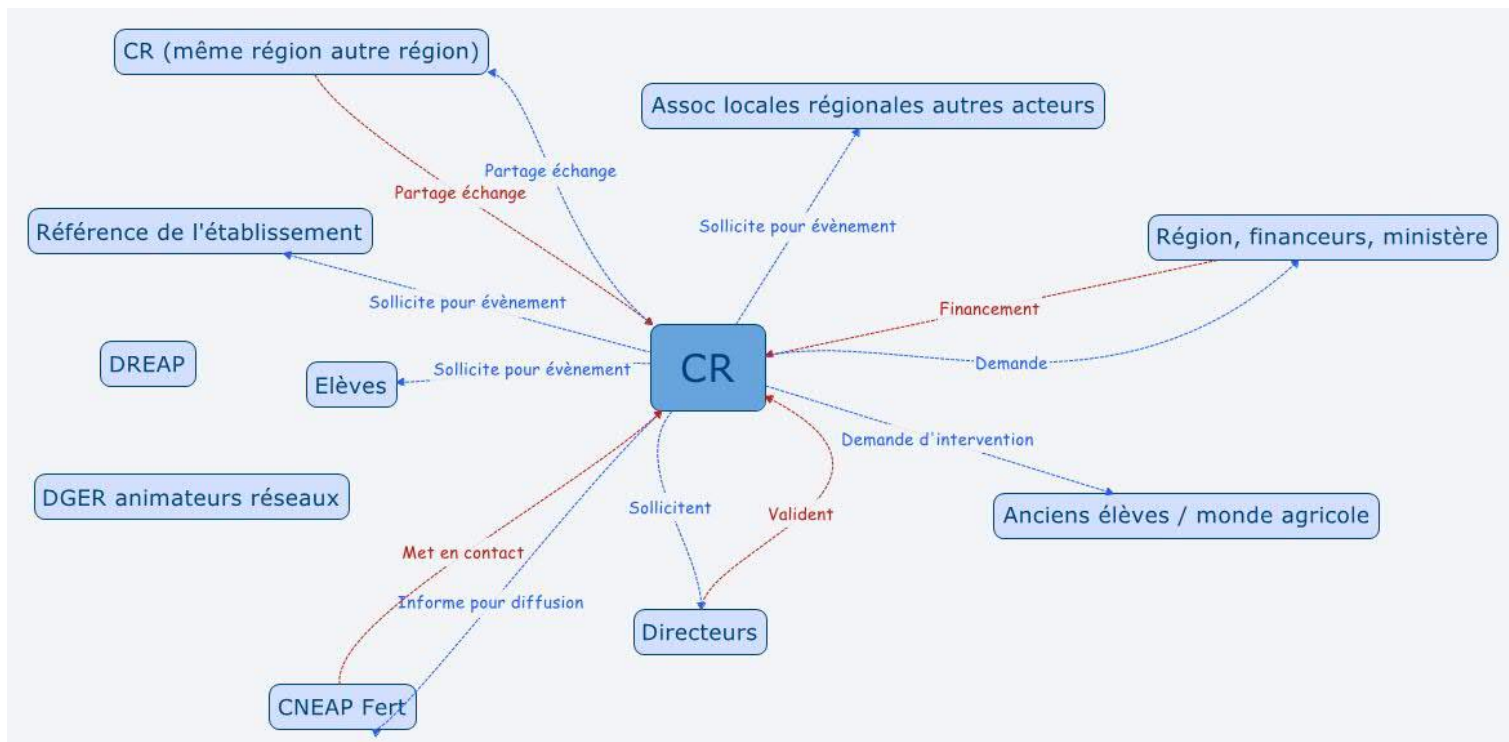 CR (même région autre région)
Assoc locales régionales autres acteurs
Partage échange
Partage échange
Référence de l'établissement
Sollicite pour évènement
Région, financeurs, ministère
Sollicite pour évènement
Financement
DREAP
Elèves
Sollicite pour évènement
CR
Demande
Demande d'intervention
DGER animateurs réseaux
Sollicitent
Valident
Anciens élèves / monde agricole
Met en contact
Informe pour diffusion
Directeurs
CNEAP Fert